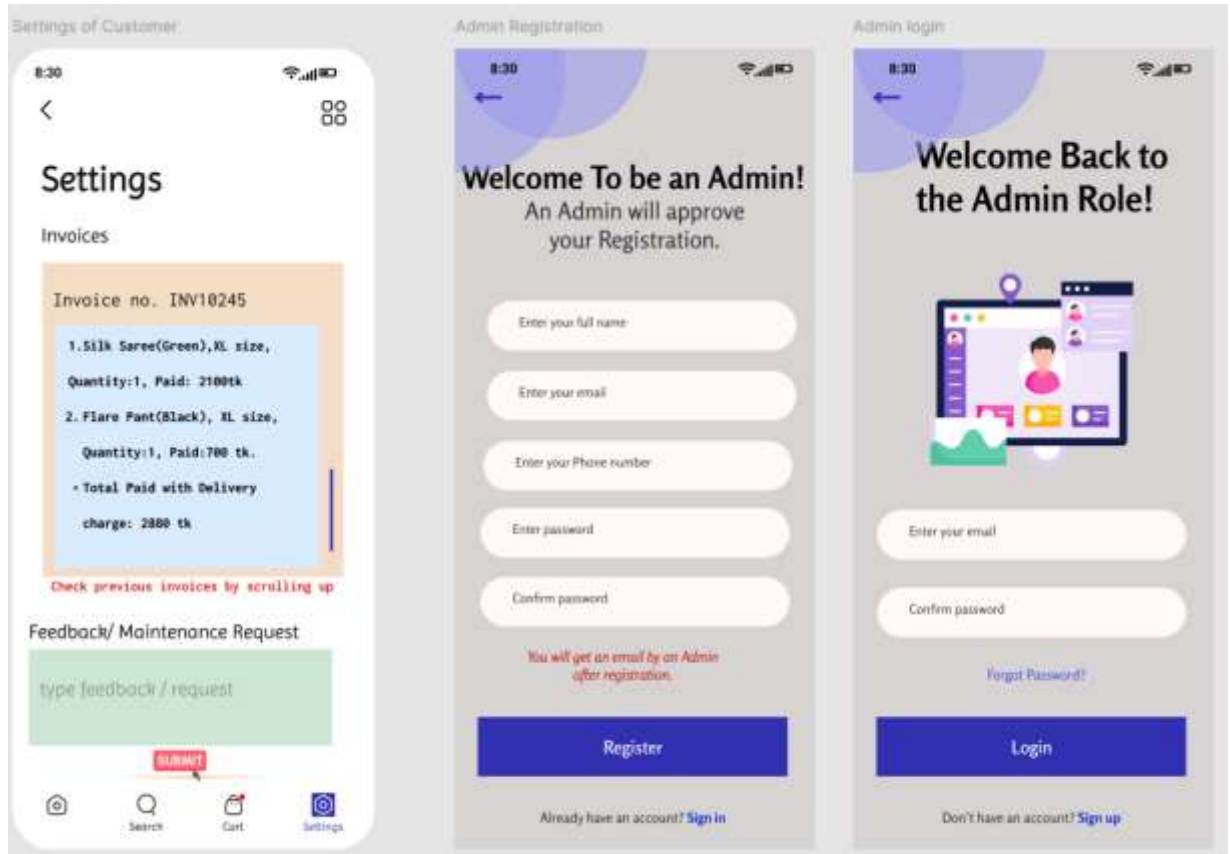 Settings of Customer
8:30
Settings
Invoices
Invoice no. INV10245
1.Silk Saree(Green),XL size,
Quantity:1, Paid: 2100tk
2. Flare Pant(Black), XL size,
Quantity:1, Paid:700 tk.
- Total Paid with Delivery
charge: 2880 tk
Check previous invoices by scrolling up
Feedback/ Maintenance Request
type feedback / request
SUBMIT
Search
Cart
Settings
Admin Registration
8:30
Welcome To be an Admin!
An Admin will approve
your Registration.
Enter your full name
Enter your email
Enter your Phone number
Enter password
Confirm password
You will get an email by an Admin
after registration.
Register
Already have an account? Sign in
Admin login
8:30
Welcome Back to
the Admin Role!
Enter your email
Confirm password
Forgot Password?
Login
Don't have an account? Sign up